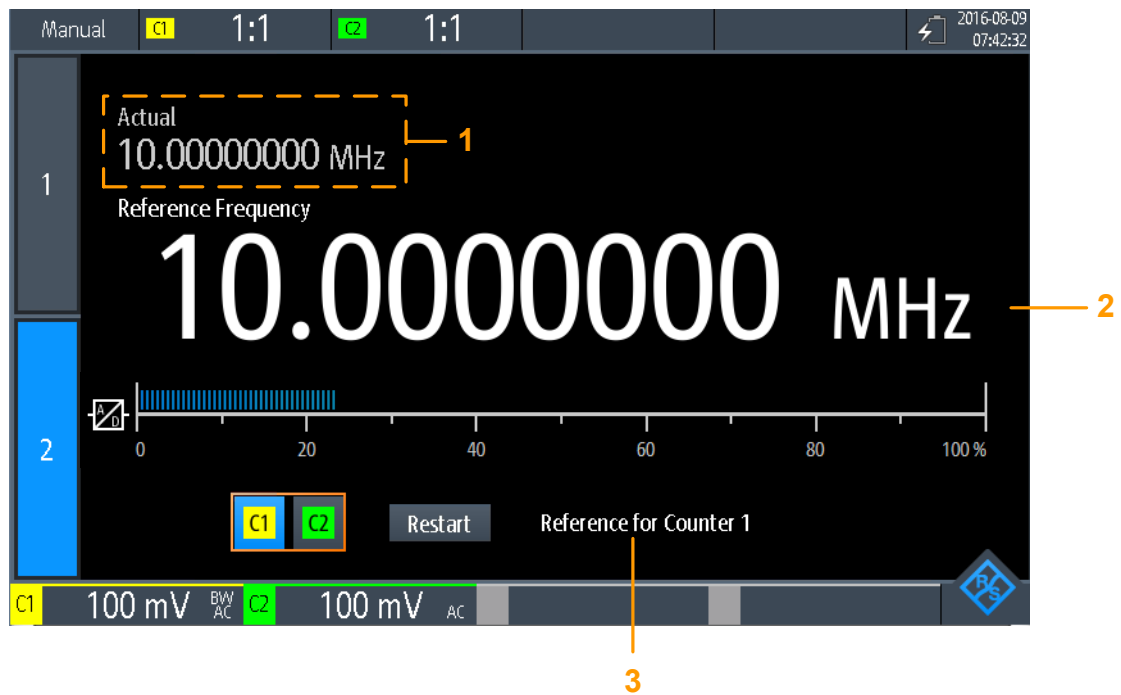 Manual C1 1:1 C2 1:1 2016-08-09
07:42:32
Actual
10.00000000 MHz
1
1
Reference Frequency
10.0000000 MHz
2
A
D
0 20 40 60 80 100 %
2
C1 C2 Restart Reference for Counter 1
C1 100 mV BW AC C2 100 mV AC
R&S
3